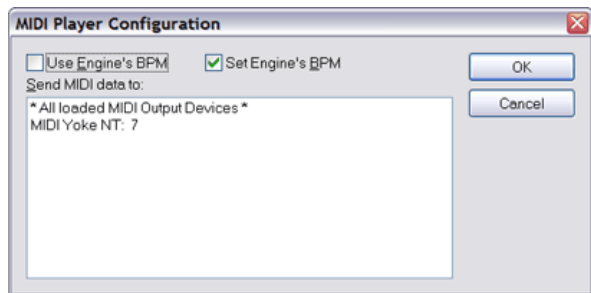 MIDI Player Configuration
Use Engine's BPM
Set Engine's BPM
OK
Send MIDI data to:
* All loaded MIDI Output Devices *
Cancel
MIDI Yoke NT: 7